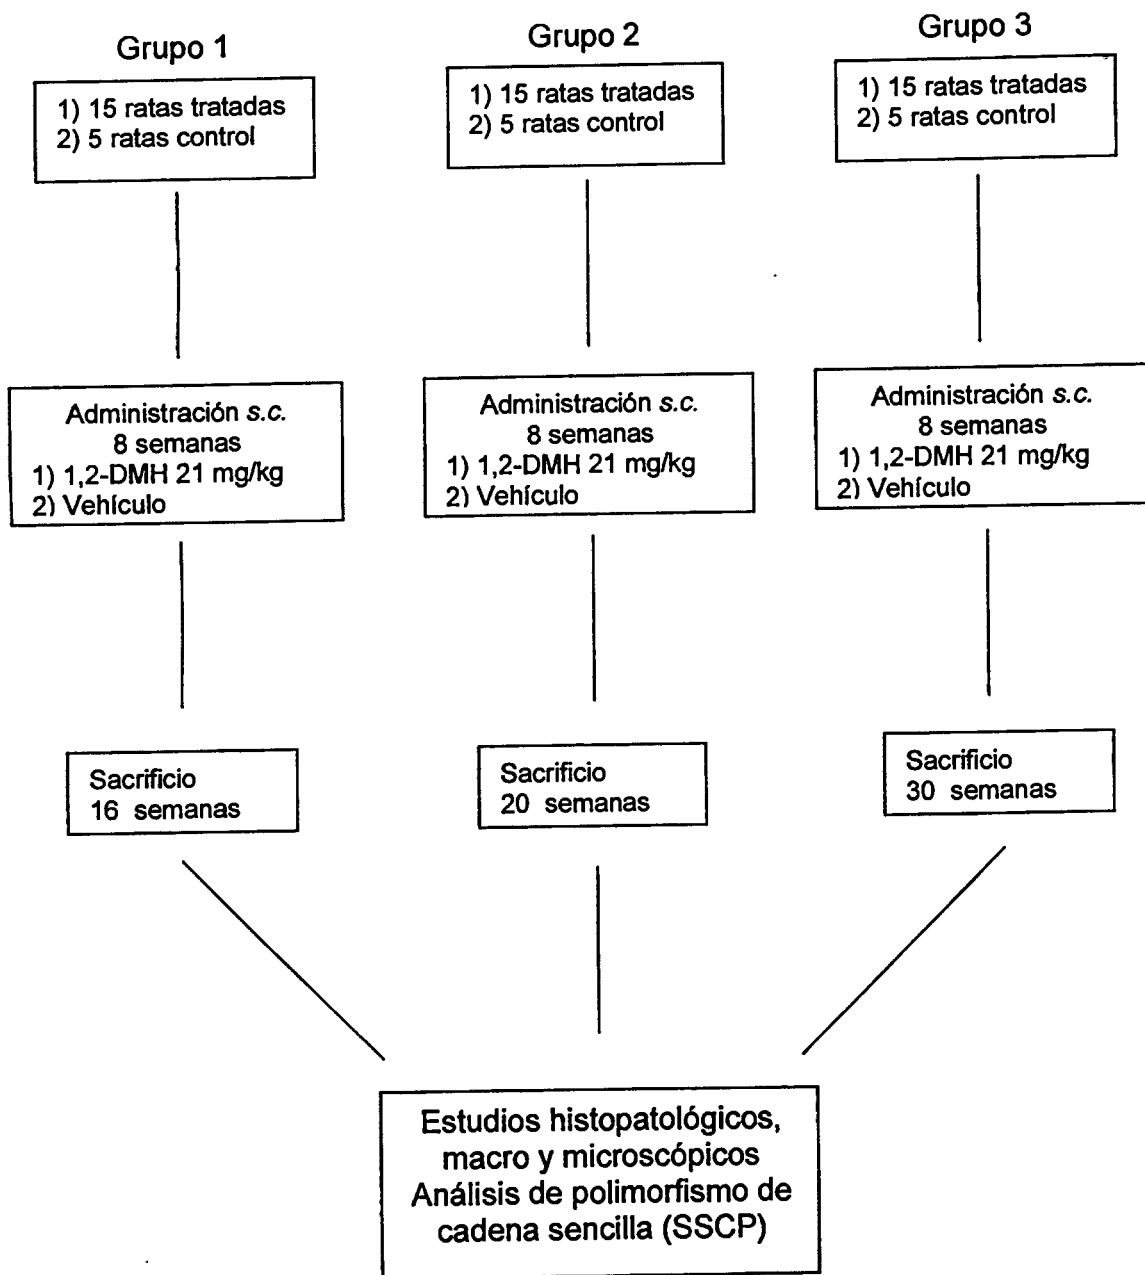 Grupo 1
1) 15 ratas tratadas
2) 5 ratas control
Administración s.c.
8 semanas
1) 1,2-DMH 21 mg/kg
2) Vehículo
Sacrificio
16 semanas
Grupo 2
1) 15 ratas tratadas
2) 5 ratas control
Administración s.c.
8 semanas
1) 1,2-DMH 21 mg/kg
2) Vehículo
Sacrificio
20 semanas
Grupo 3
1) 15 ratas tratadas
2) 5 ratas control
Administración s.c.
8 semanas
1) 1,2-DMH 21 mg/kg
2) Vehículo
Sacrificio
30 semanas
Estudios histopatológicos,
macro y microscópicos
Análisis de polimorfismo de
cadena sencilla (SSCP)